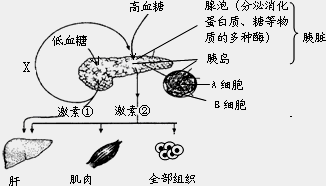 高血糖
腺泡（分泌消化
蛋白质、糖等物
质的多种酶）
胰脏
低血糖
胰岛
X
A细胞
B细胞
激素①
激素②
肝
肌肉
全部组织